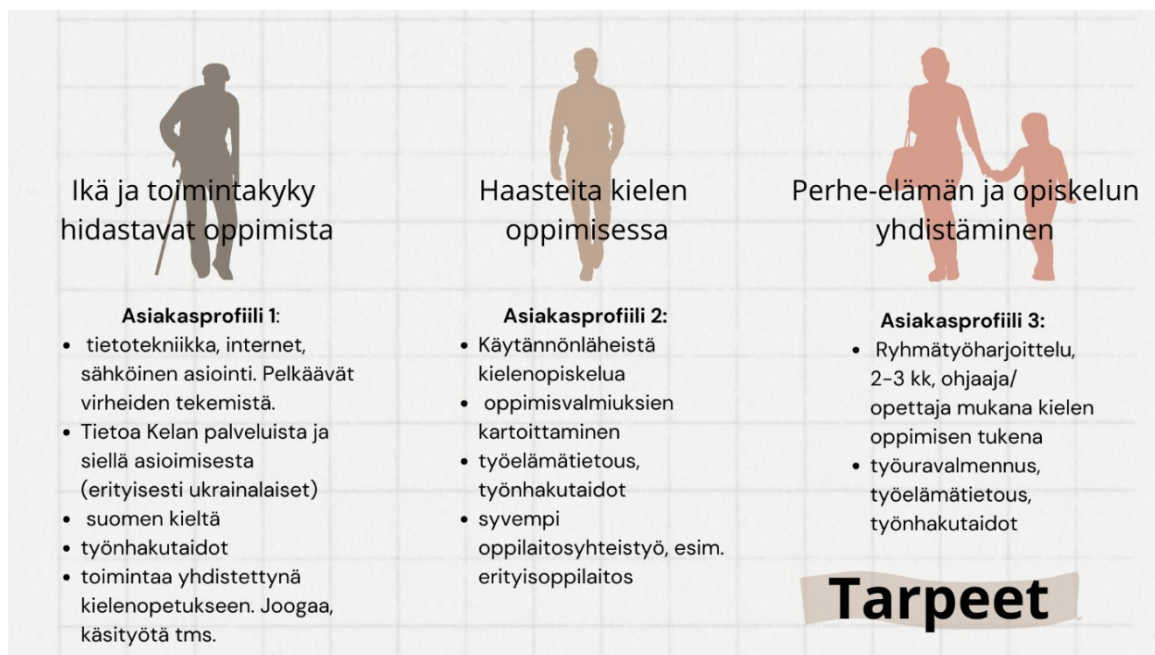 Ikä ja toimintakyky
hidastavat oppimista
Asiakasprofiili 1:
• tietotekniikka, internet,
sähköinen asiointi. Pelkäävät
virheiden tekemistä.
• Tietoa Kelan palveluista ja
siellä asioimisesta
(erityisesti ukrainalaiset)
• suomen kieltä
• työnhakutaidot
• toimintaa yhdistettynä
kielenopetukseen. Joogaa,
käsityötä tms.
Haasteita kielen
oppimisessa
Asiakasprofiili 2:
• Käytännönläheistä
kielenopiskelua
• oppimisvalmiuksien
kartoittaminen
• työelämätietous,
työnhakutaidot
• syvempi
oppilaitosyhteistyö, esim.
erityisoppilaitos
Perhe-elämän ja opiskelun
yhdistäminen
Asiakasprofiili 3:
• Ryhmätyöharjoittelu,
2-3 kk, ohjaaja/
opettaja mukana kielen
oppimisen tukena
• työuravalmennus,
työelämätietous,
työnhakutaidot
Tarpeet